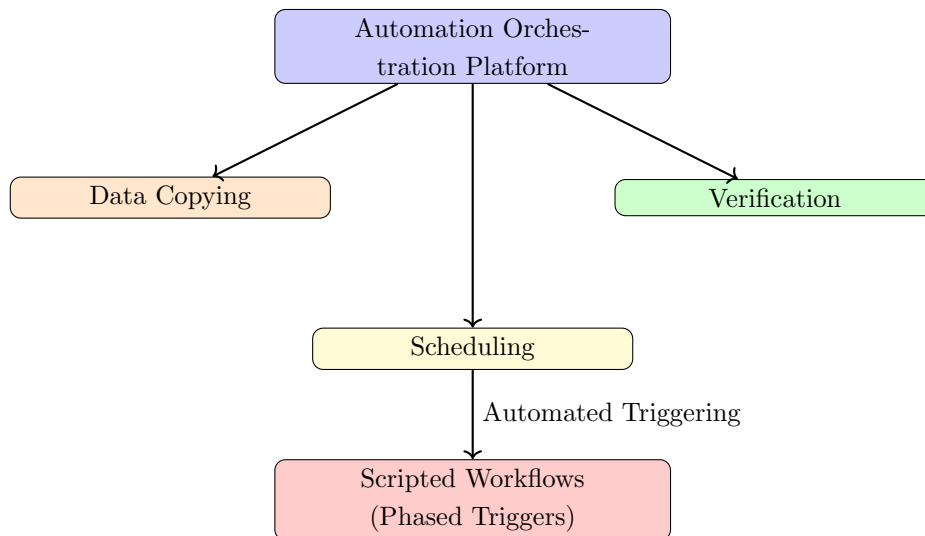 Automation Orches-
tration Platform
Data Copying
Verification
Scheduling
Automated Triggering
Scripted Workflows
(Phased Triggers)